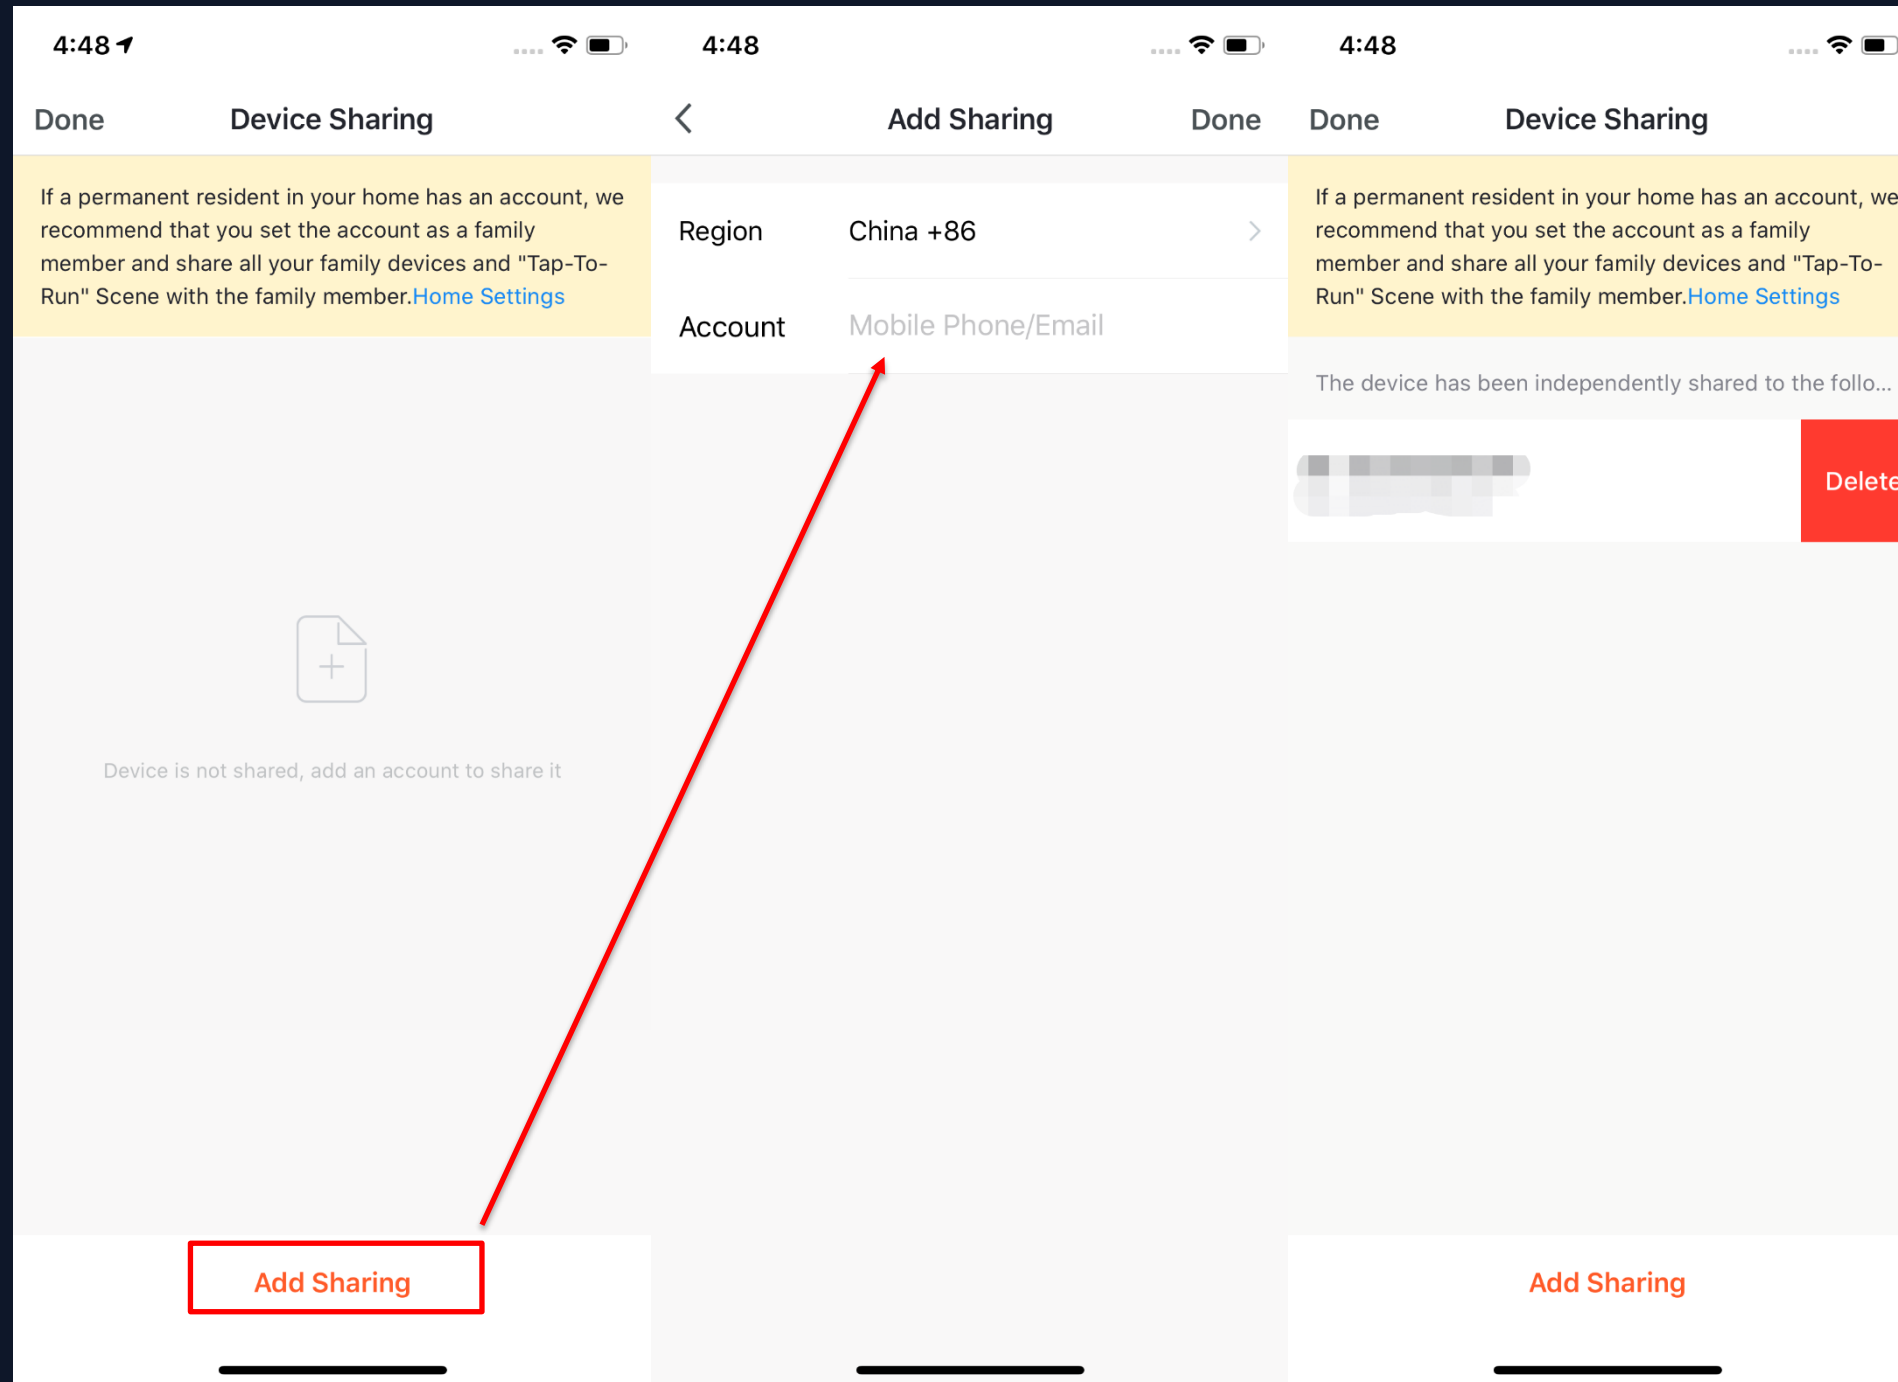 4:48
Done
Device Sharing
If a permanent resident in your home has an account, we
recommend that you set the account as a family
member and share all your family devices and "Tap-To-
Run" Scene with the family member.Home Settings
Device is not shared, add an account to share it
Add Sharing
4:48
Add Sharing
Done
Region
China +86
Account
Mobile Phone/Email
4:48
Done
Device Sharing
If a permanent resident in your home has an account, we
recommend that you set the account as a family
member and share all your family devices and "Tap-To-
Run" Scene with the family member.Home Settings
The device has been independently shared to the follo...
Delete
Add Sharing